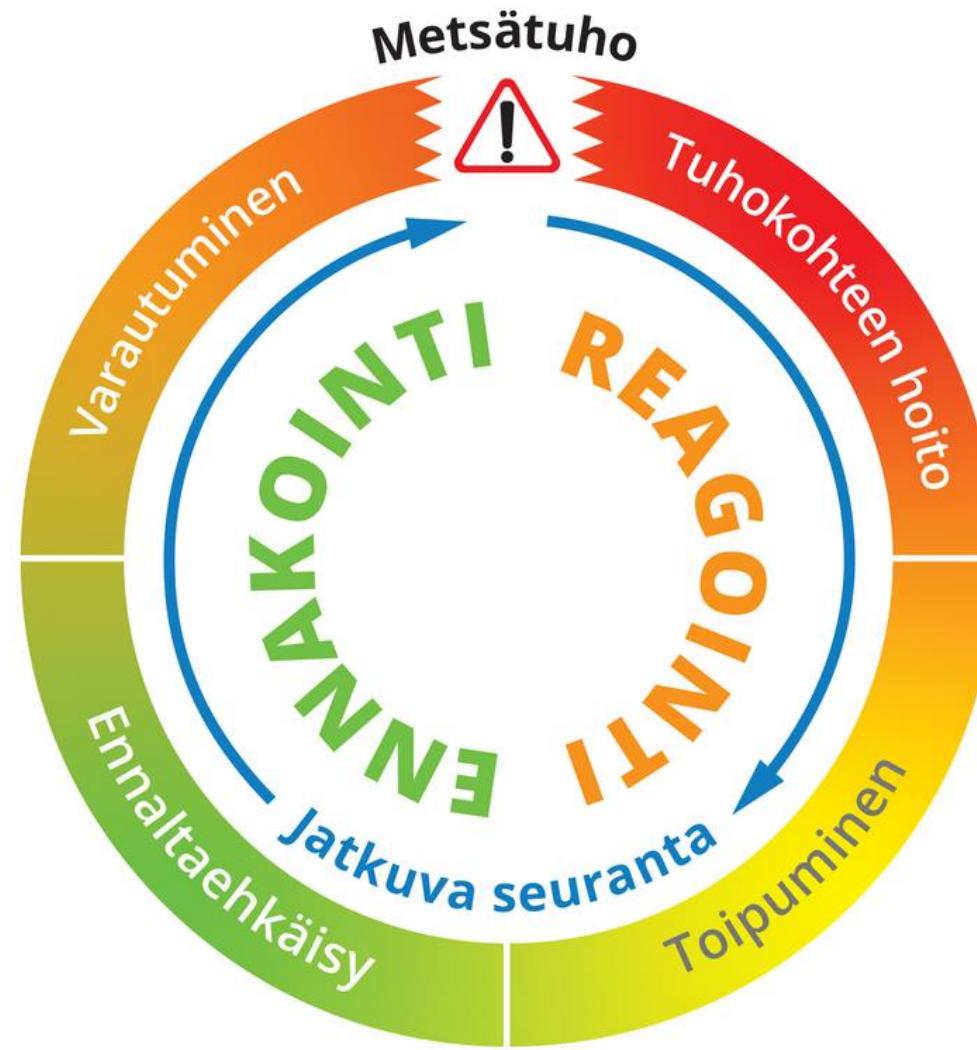 Metsätuho
!
Varautuminen
Tuhokohteen hoito
ENNAKOINTI
REAGOINTI
Jatkuva seuranta
Ennaltaehkäisy
Toipuminen